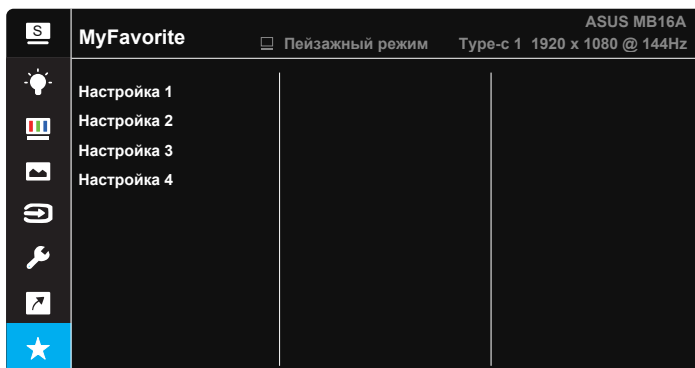 S
ASUS MB16A
MyFavorite
Пейзажный режим Type-c 1 1920 x 1080 @ 144Hz
Настройка 1
Настройка 2
Настройка 3
Настройка 4